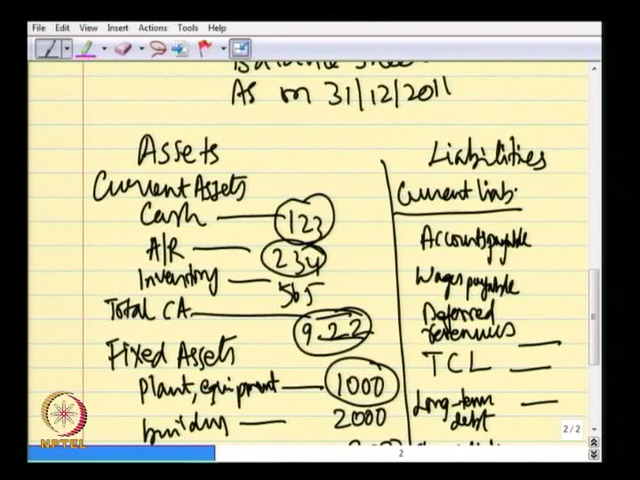 File Edit View Insert Actions Tools Help
Balance Sheet
As on 31/12/2011
Assets
Current Assets
Cash 123
A/R 234
Inventory 565
Total CA 922
Fixed Assets
Plant, equipment 1000
building 2000
Liabilities
Current liab.
Accounts payable
Wages payable
Deferred
revenues
TCL
Long-term
debt
2/2
2
NPTEL